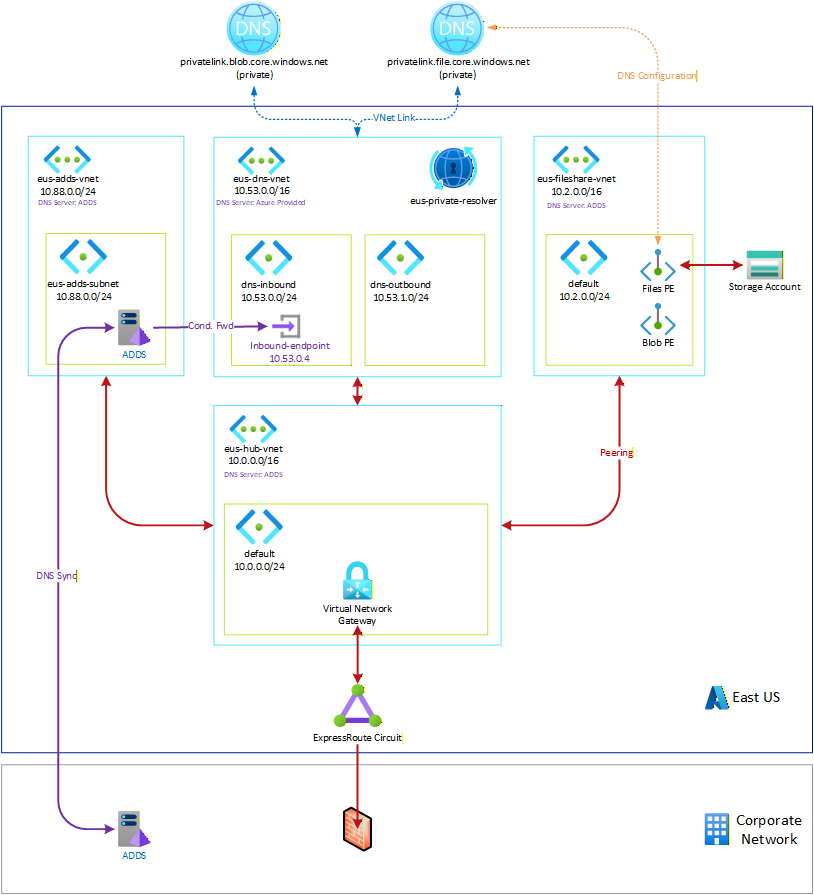 DNS
DNS
privatelink.blob.core.windows.net
(private)
privatelink.file.core.windows.net
(private)
DNS Configuration
VNet Link
eus-adds-vnet
10.88.0.0/24
DNS Server: ADDS
eus-dns-vnet
10.53.0.0/16
DNS Server: Azure Provided
eus-private-resolver
eus-fileshare-vnet
10.2.0.0/16
DNS Server: ADDS
eus-adds-subnet
10.88.0.0/24
dns-inbound
10.53.0.0/24
dns-outbound
10.53.1.0/24
default
10.2.0.0/24
Files PE
Storage Account
Cond. Fwd
ADDS
Inbound-endpoint
10.53.0.4
Blob PE
eus-hub-vnet
10.0.0.0/16
DNS Server: ADDS
Peering
default
10.0.0.0/24
DNS Sync
Virtual Network
Gateway
East US
ExpressRoute Circuit
ADDS
Corporate
Network